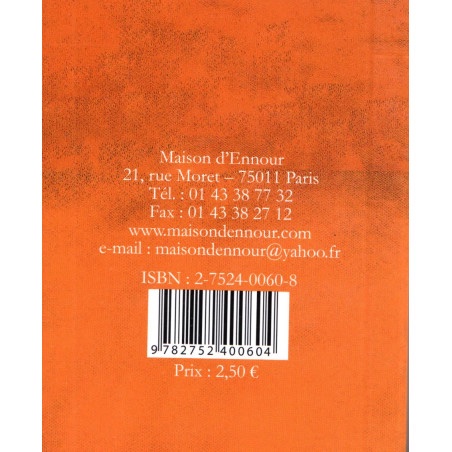 Maison d'Ennour
21, rue Moret – 75011 Paris
Tél. : 01 43 38 77 32
Fax : 01 43 38 27 12
www.maisondennour.com
e-mail : maisondennour@yahoo.fr
ISBN : 2-7524-0060-8
9 782752 400604
Prix : 2,50 €